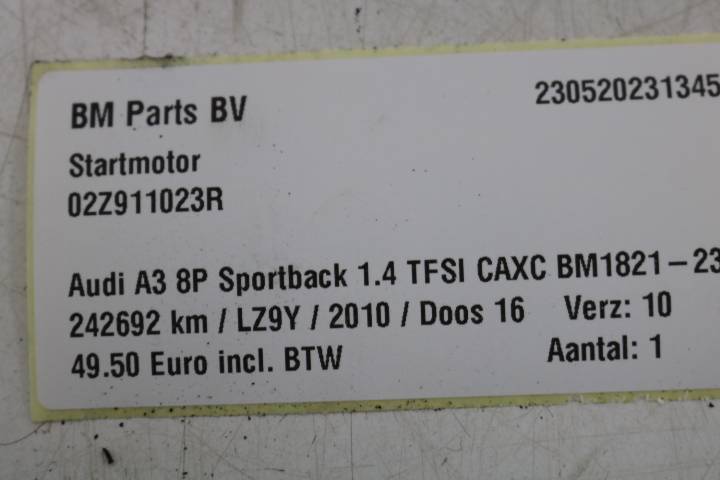 BM Parts BV 230520231345
Startmotor
02Z911023R
Audi A3 8P Sportback 1.4 TFSI CAXC BM1821-23
242692 km / LZ9Y / 2010 / Doos 16 Verz: 10
49.50 Euro incl. BTW Aantal: 1